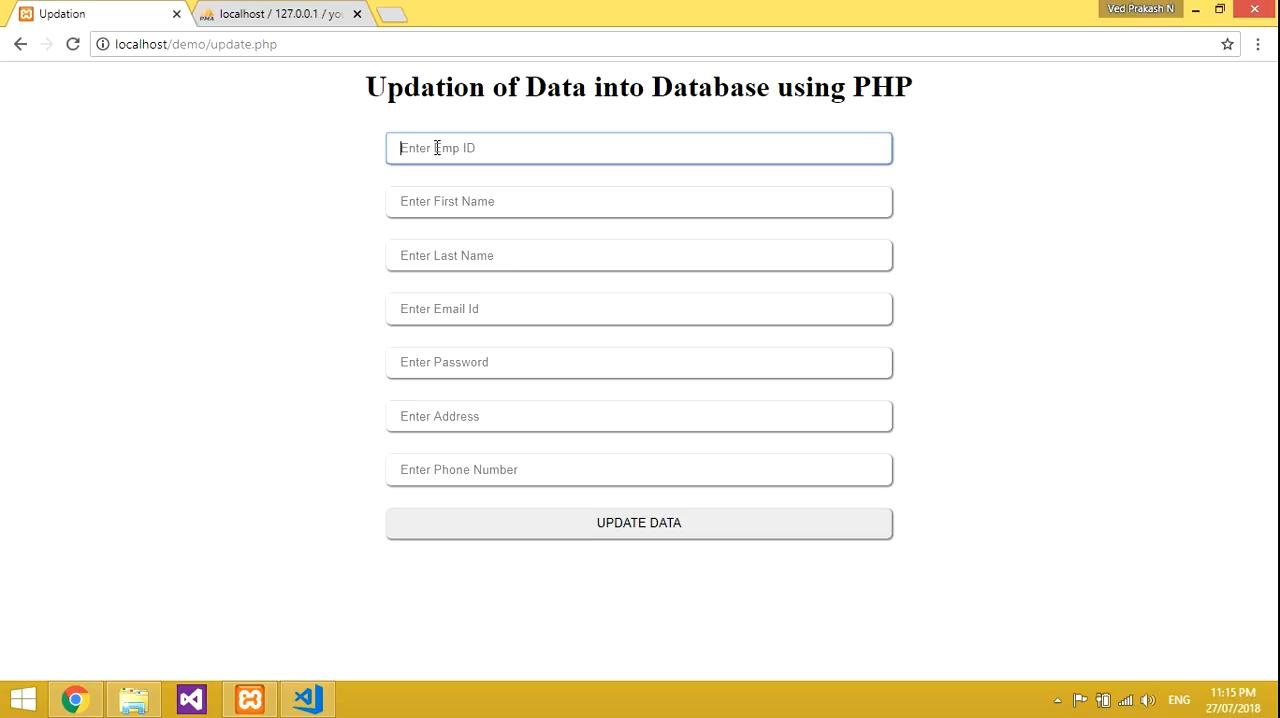 Updation
localhost / 127.0.0.1 / yo
Ved Prakash N
localhost/demo/update.php
Updation of Data into Database using PHP
Enter Emp ID
Enter First Name
Enter Last Name
Enter Email Id
Enter Password
Enter Address
Enter Phone Number
UPDATE DATA
ENG
11:15 PM
27/07/2018